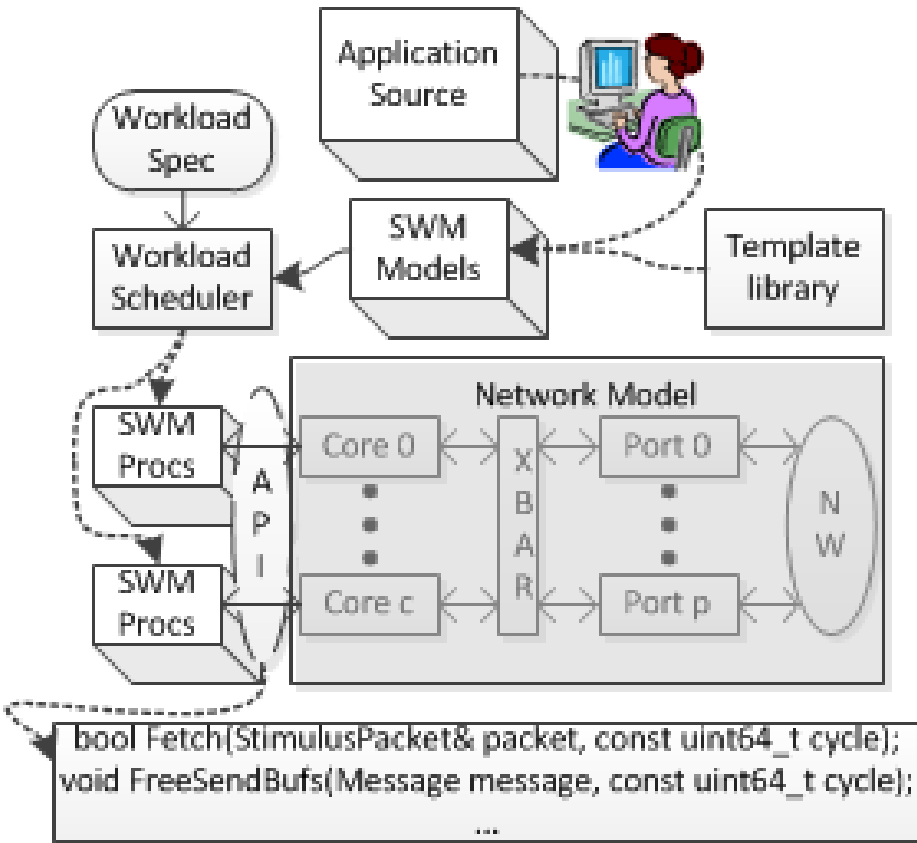 Application
Source
Workload
Spec
SWM
Models
Template
library
Workload
Scheduler
Network Model
SWM
Procs
A
P
I
Core 0
X
B
A
R
Port 0
N
W
SWM
Procs
Core c
Port p
bool Fetch(StimulusPacket& packet, const uint64_t cycle);
void FreeSendBufs(Message message, const uint64_t cycle);
...